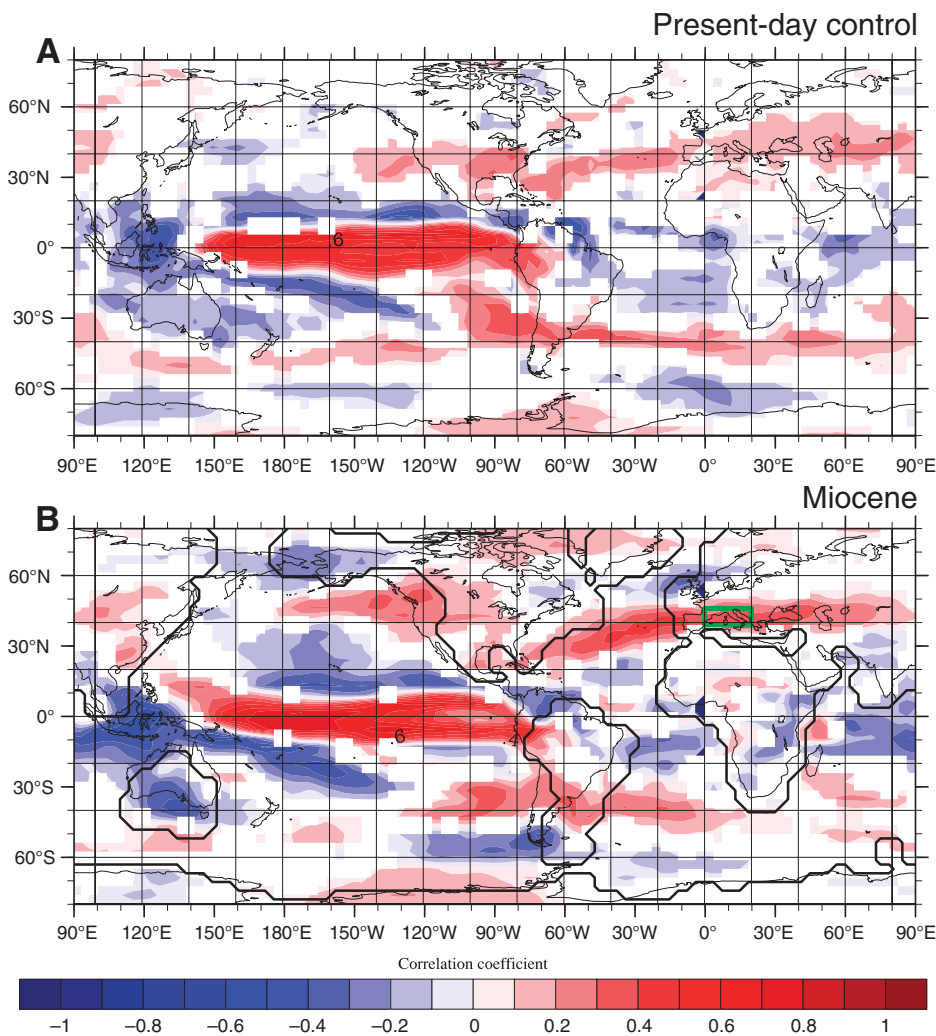 Present-day control
A
60°N
30°N
0°
30°S
60°S
6
90°E 120°E 150°E 180°E 150°W 120°W 90°W 60°W 30°W 0° 30°E 60°E 90°E
Miocene
B
60°N
30°N
0°
30°S
60°S
6
4
90°E 120°E 150°E 180°E 150°W 120°W 90°W 60°W 30°W 0° 30°E 60°E 90°E
Correlation coefficient
−1 −0.8 −0.6 −0.4 −0.2 0 0.2 0.4 0.6 0.8 1